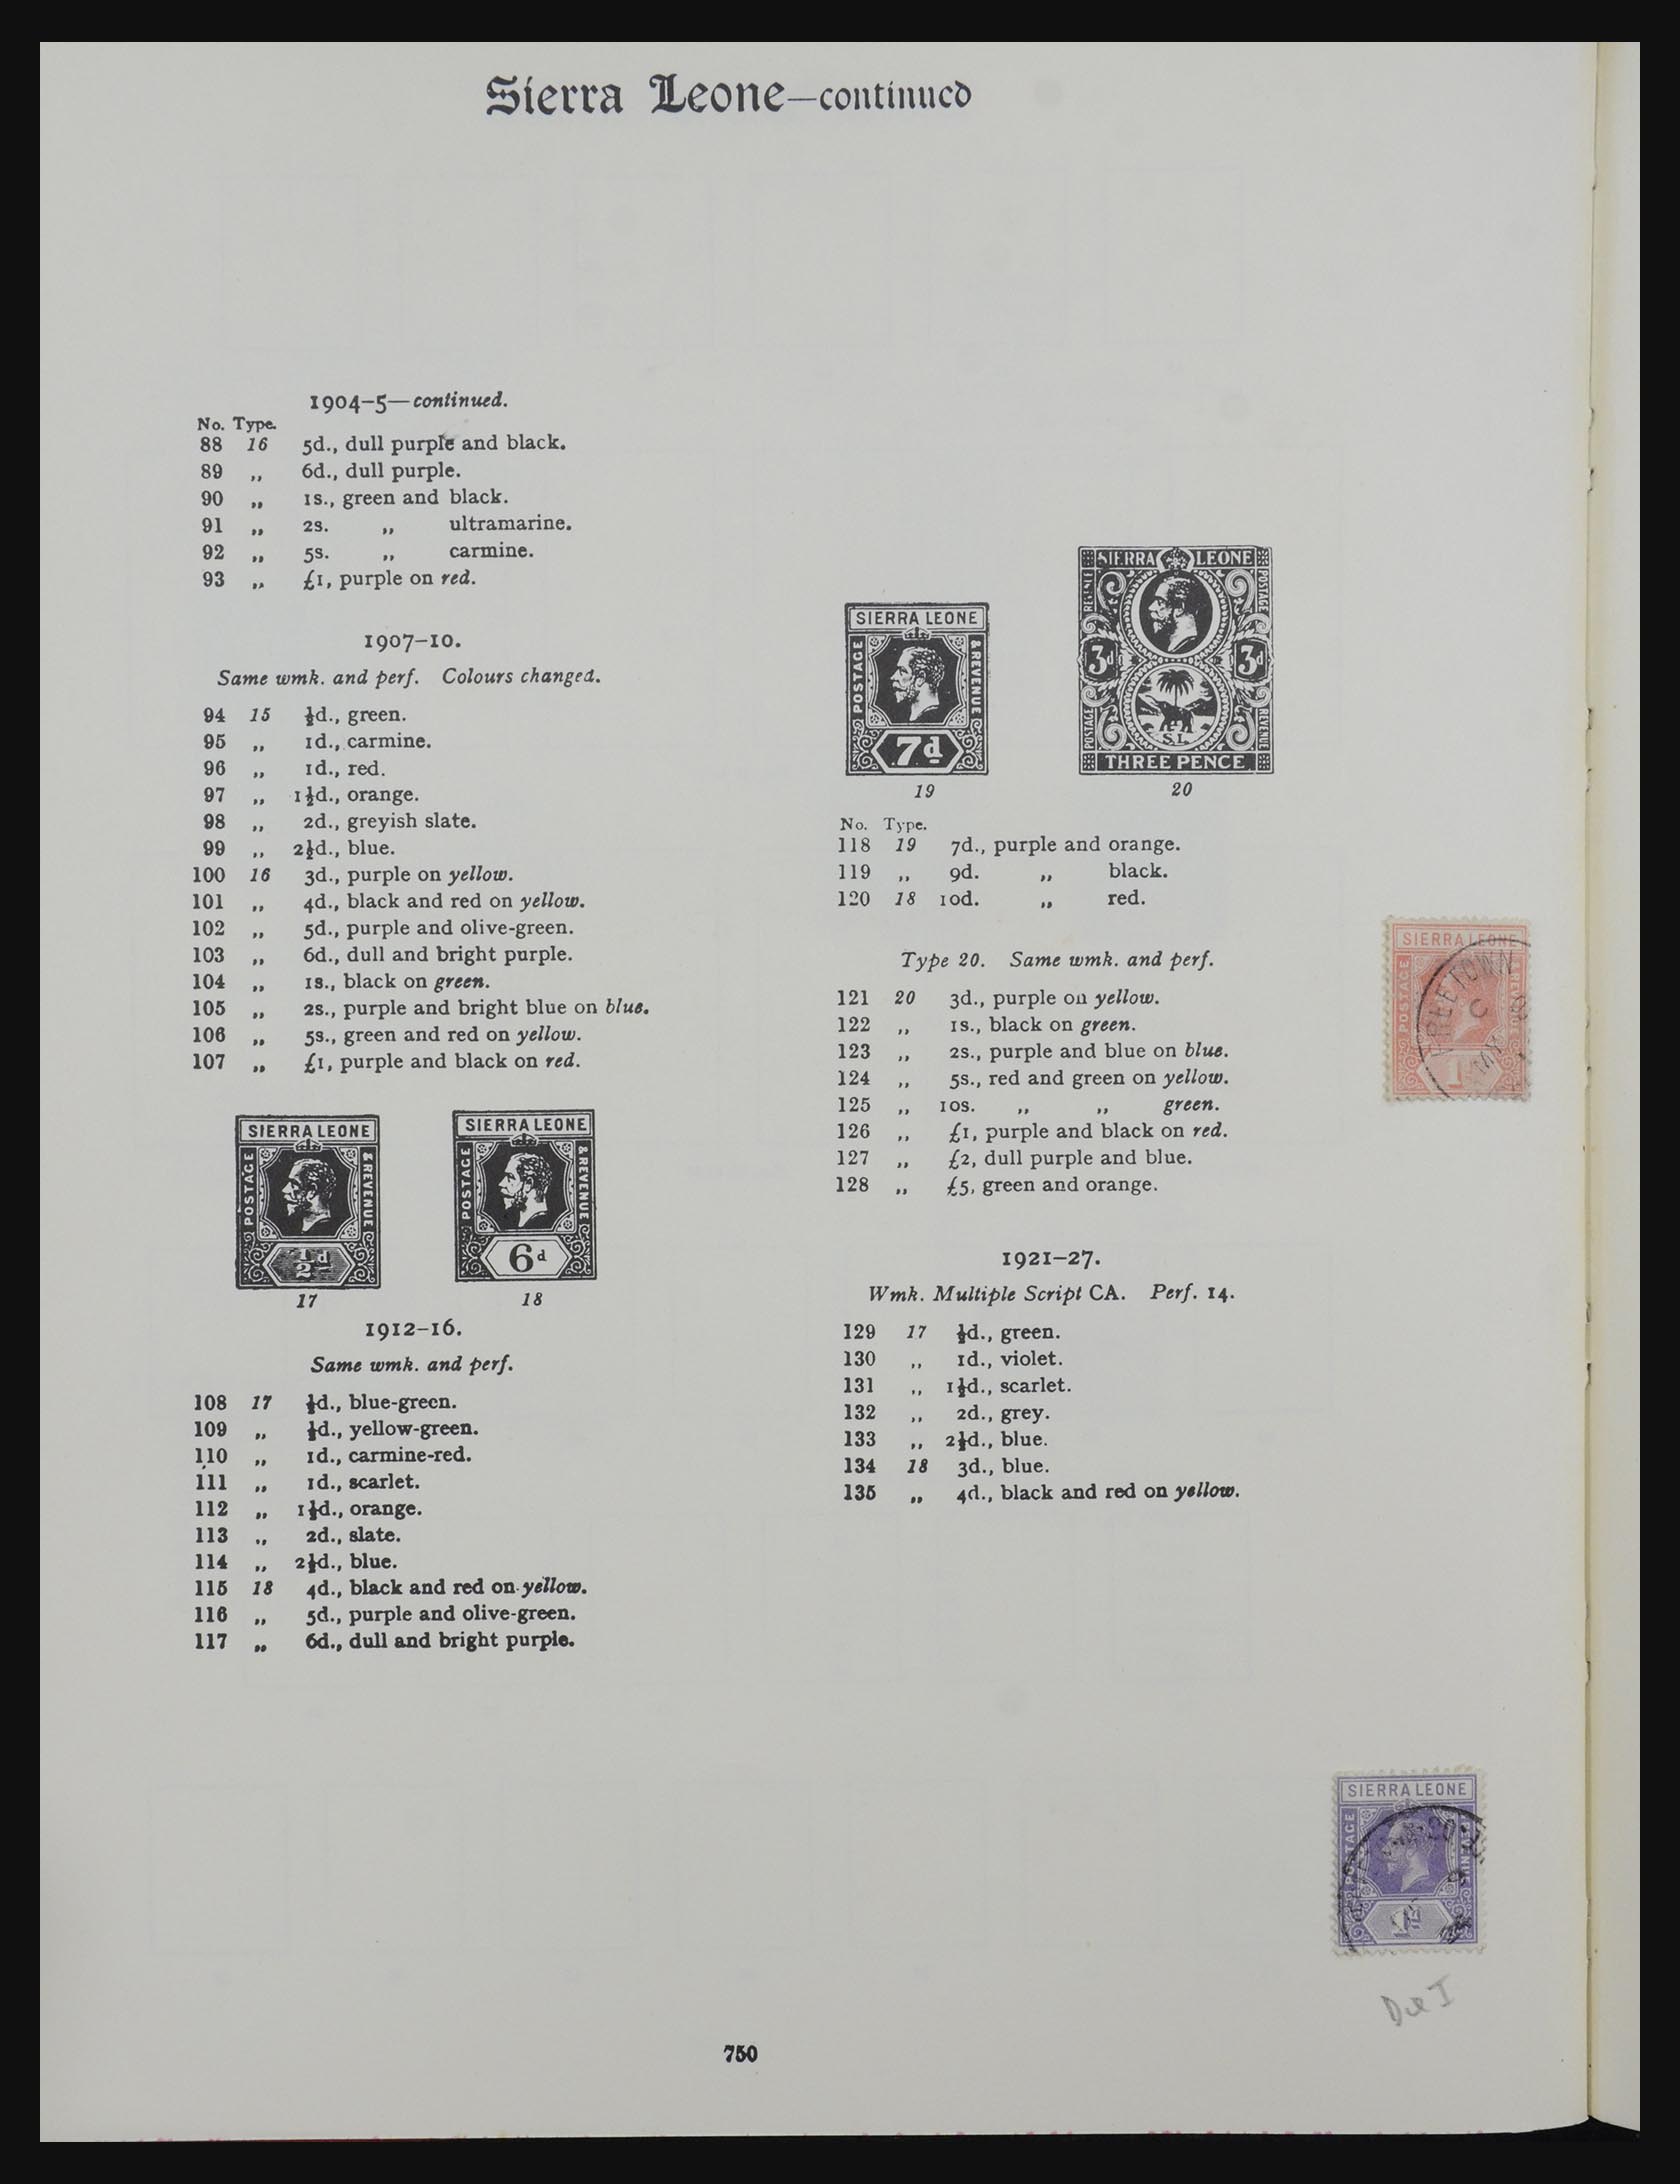 Sierra Leone—continued
1904–5—continued.
No. Type.
88 16 5d., dull purple and black.
89 ,, 6d., dull purple.
90 ,, 1s., green and black.
91 ,, 2s. ,, ultramarine.
92 ,, 5s. ,, carmine.
93 ,, £1, purple on red.
1907–10.
Same wmk. and perf. Colours changed.
94 15 ½d., green.
95 ,, 1d., carmine.
96 ,, 1d., red.
97 ,, 1½d., orange.
98 ,, 2d., greyish slate.
99 ,, 2½d., blue.
100 16 3d., purple on yellow.
101 ,, 4d., black and red on yellow.
102 ,, 5d., purple and olive-green.
103 ,, 6d., dull and bright purple.
104 ,, 1s., black on green.
105 ,, 2s., purple and bright blue on blue.
106 ,, 5s., green and red on yellow.
107 ,, £1, purple and black on red.
SIERRA LEONE
POSTAGE
& REVENUE
½d
17
SIERRA LEONE
POSTAGE
& REVENUE
6d
18
1912–16.
Same wmk. and perf.
108 17 ½d., blue-green.
109 ,, ½d., yellow-green.
110 ,, 1d., carmine-red.
111 ,, 1d., scarlet.
112 ,, 1½d., orange.
113 ,, 2d., slate.
114 ,, 2½d., blue.
115 18 4d., black and red on yellow.
116 ,, 5d., purple and olive-green.
117 ,, 6d., dull and bright purple.
SIERRA LEONE
POSTAGE
& REVENUE
7d
19
SIERRA LEONE
POSTAGE
REVENUE
3d 3d
S.L.
POSTAGE
REVENUE
THREE PENCE
20
No. Type.
118 19 7d., purple and orange.
119 ,, 9d. ,, black.
120 18 10d. ,, red.
Type 20. Same wmk. and perf.
121 20 3d., purple on yellow.
122 ,, 1s., black on green.
123 ,, 2s., purple and blue on blue.
124 ,, 5s., red and green on yellow.
125 ,, 10s. ,, ,, green.
126 ,, £1, purple and black on red.
127 ,, £2, dull purple and blue.
128 ,, £5, green and orange.
1921–27.
Wmk. Multiple Script CA. Perf. 14.
129 17 ½d., green.
130 ,, 1d., violet.
131 ,, 1½d., scarlet.
132 ,, 2d., grey.
133 ,, 2½d., blue.
134 18 3d., blue.
135 ,, 4d., black and red on yellow.
SIERRA LEONE
POSTAGE
& REVENUE
FREETOWN
C
SIERRA LEONE
POSTAGE
Die I
750